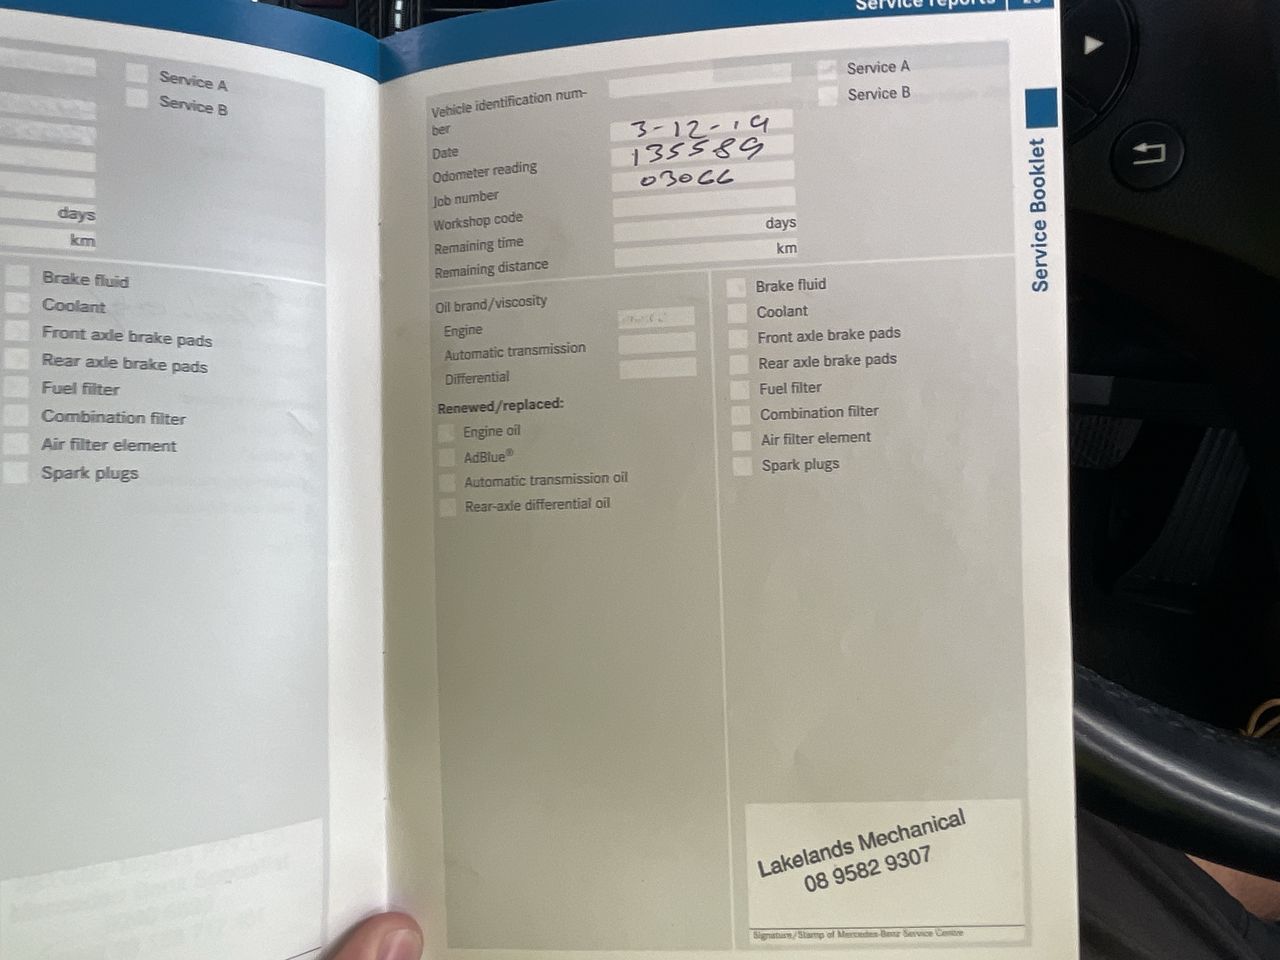 Service reports
Service A
Service B
days
km
Brake fluid
Coolant
Front axle brake pads
Rear axle brake pads
Fuel filter
Combination filter
Air filter element
Spark plugs
Vehicle identification num-
ber
Service A
Service B
Date 3-12-19
Odometer reading 135589
Job number 03066
Workshop code
Remaining time days
Remaining distance km
Oil brand/viscosity
Engine
Automatic transmission
Differential
Renewed/replaced:
Engine oil
AdBlue®
Automatic transmission oil
Rear-axle differential oil
Brake fluid
Coolant
Front axle brake pads
Rear axle brake pads
Fuel filter
Combination filter
Air filter element
Spark plugs
Lakelands Mechanical
08 9582 9307
Signature/Stamp of Mercedes-Benz Service Centre
Service Booklet